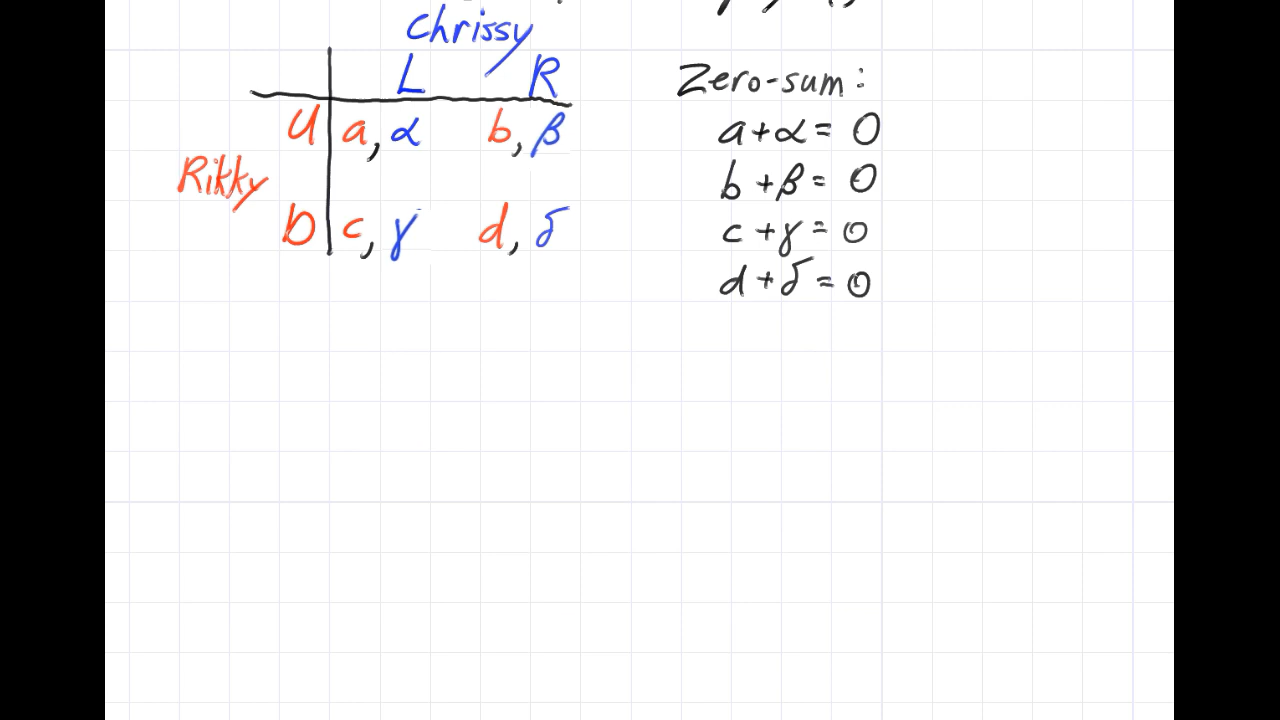 Chrissy
L R
U a, α b, β
Rikky
D c, γ d, δ
Zero-sum:
a + α = 0
b + β = 0
c + γ = 0
d + δ = 0